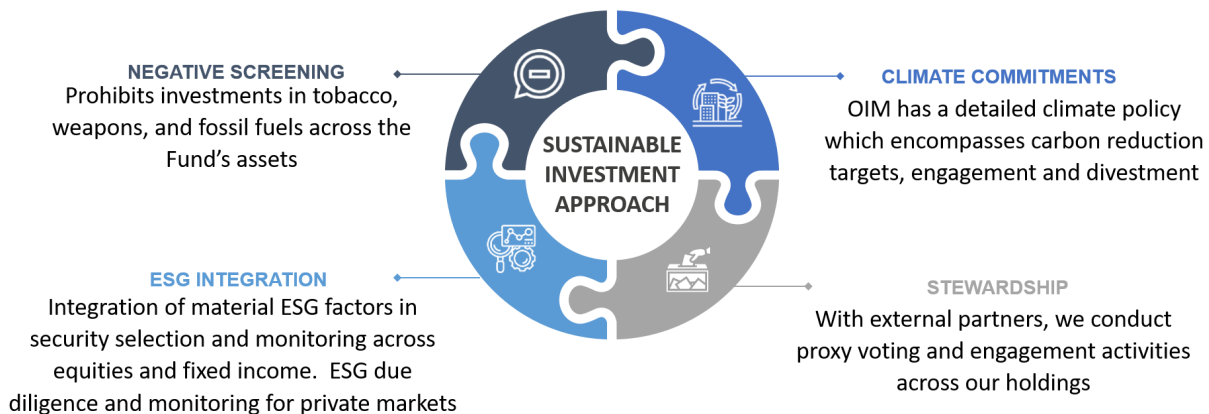 NEGATIVE SCREENING
Prohibits investments in tobacco,
weapons, and fossil fuels across the
Fund's assets
CLIMATE COMMITMENTS
OIM has a detailed climate policy
which encompasses carbon reduction
targets, engagement and divestment
SUSTAINABLE
INVESTMENT
APPROACH
ESG INTEGRATION
Integration of material ESG factors in
security selection and monitoring across
equities and fixed income.  ESG due
diligence and monitoring for private markets
STEWARDSHIP
With external partners, we conduct
proxy voting and engagement activities
across our holdings